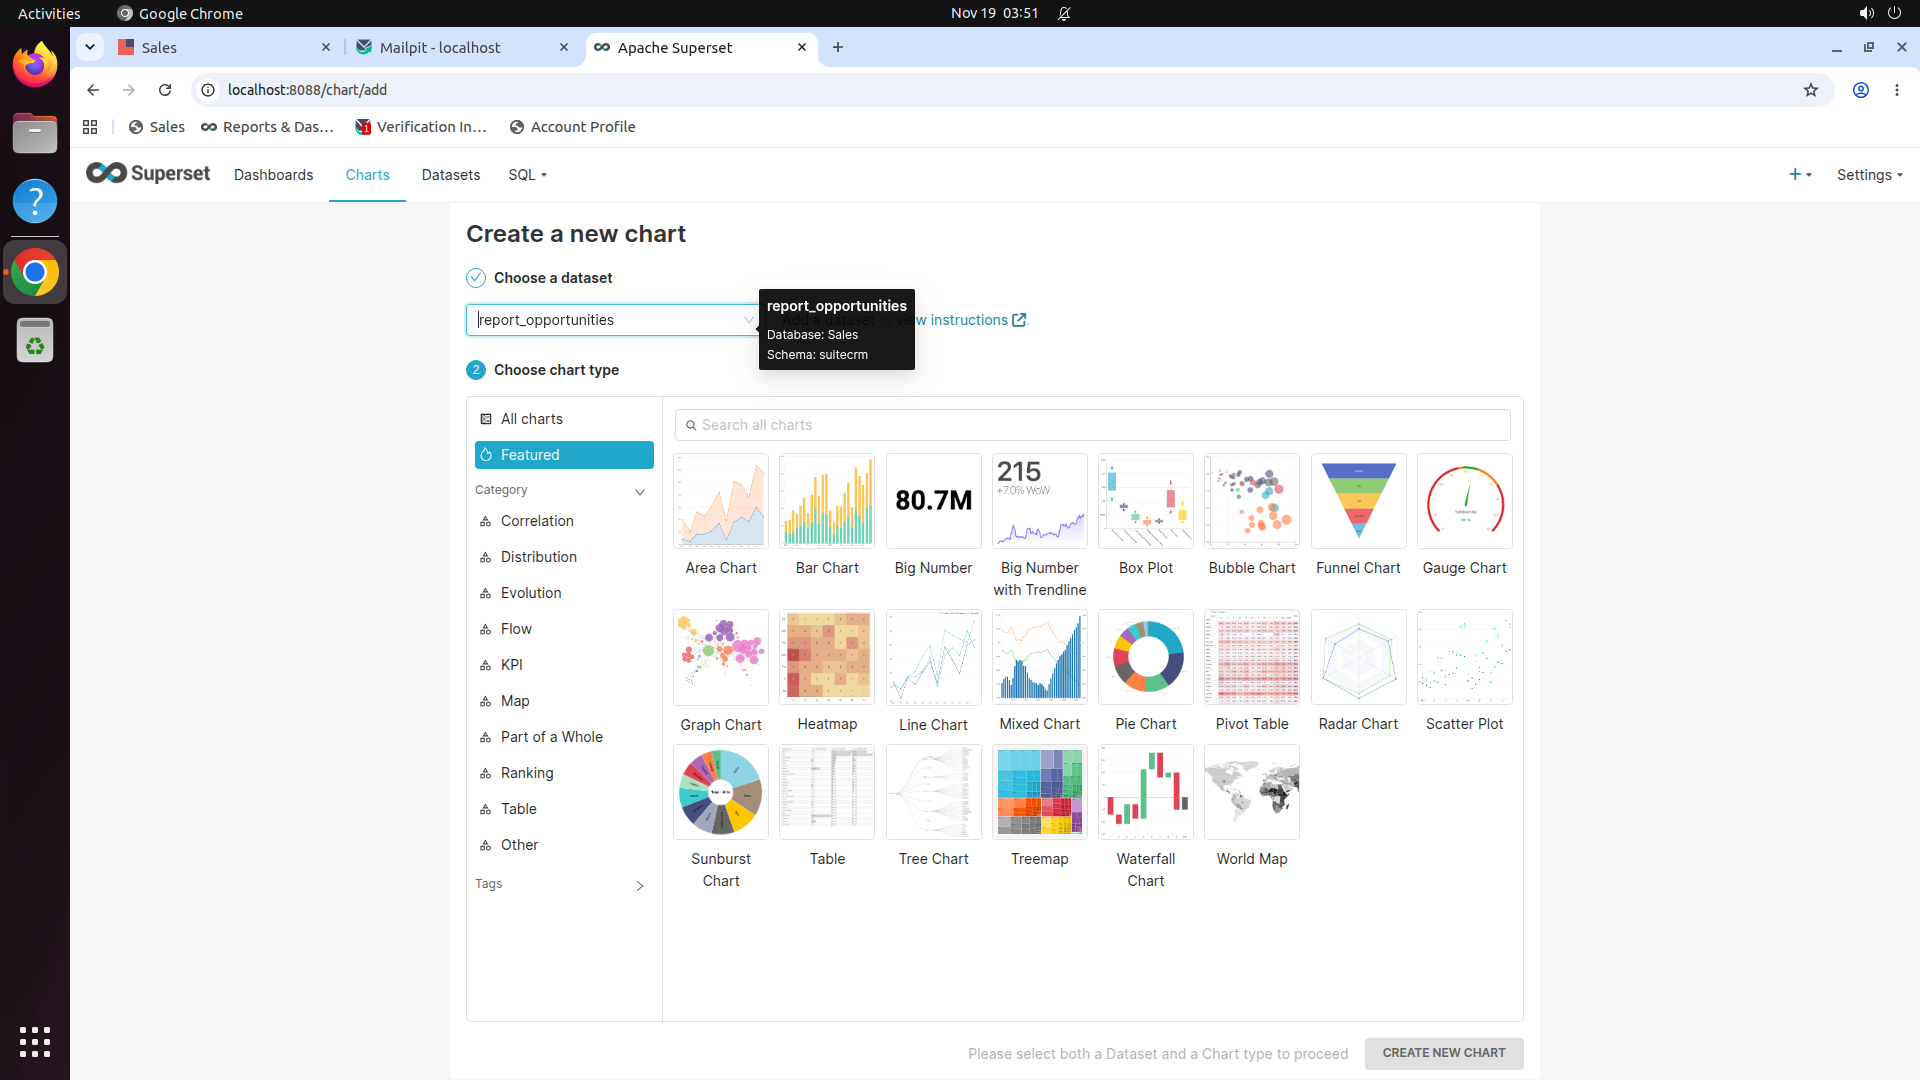 Activities
Google Chrome
Nov 19 03:51
Sales
Mailpit - localhost
Apache Superset
localhost:8088/chart/add
Sales
Reports & Das...
1
Verification In...
Account Profile
Superset
Dashboards
Charts
Datasets
SQL
Settings
Create a new chart
Choose a dataset
report_opportunities
report_opportunities
Database: Sales
Schema: suitecrm
Add a dataset or view instructions
2 Choose chart type
All charts
Featured
Category
Correlation
Distribution
Evolution
Flow
KPI
Map
Part of a Whole
Ranking
Table
Other
Tags
Search all charts
80.7M
215
+7.0% WoW
Area Chart
Bar Chart
Big Number
Big Number
with Trendline
Box Plot
Bubble Chart
Funnel Chart
Gauge Chart
Graph Chart
Heatmap
Line Chart
Mixed Chart
Pie Chart
Pivot Table
Radar Chart
Scatter Plot
Sunburst
Chart
Table
Tree Chart
Treemap
Waterfall
Chart
World Map
Please select both a Dataset and a Chart type to proceed
CREATE NEW CHART